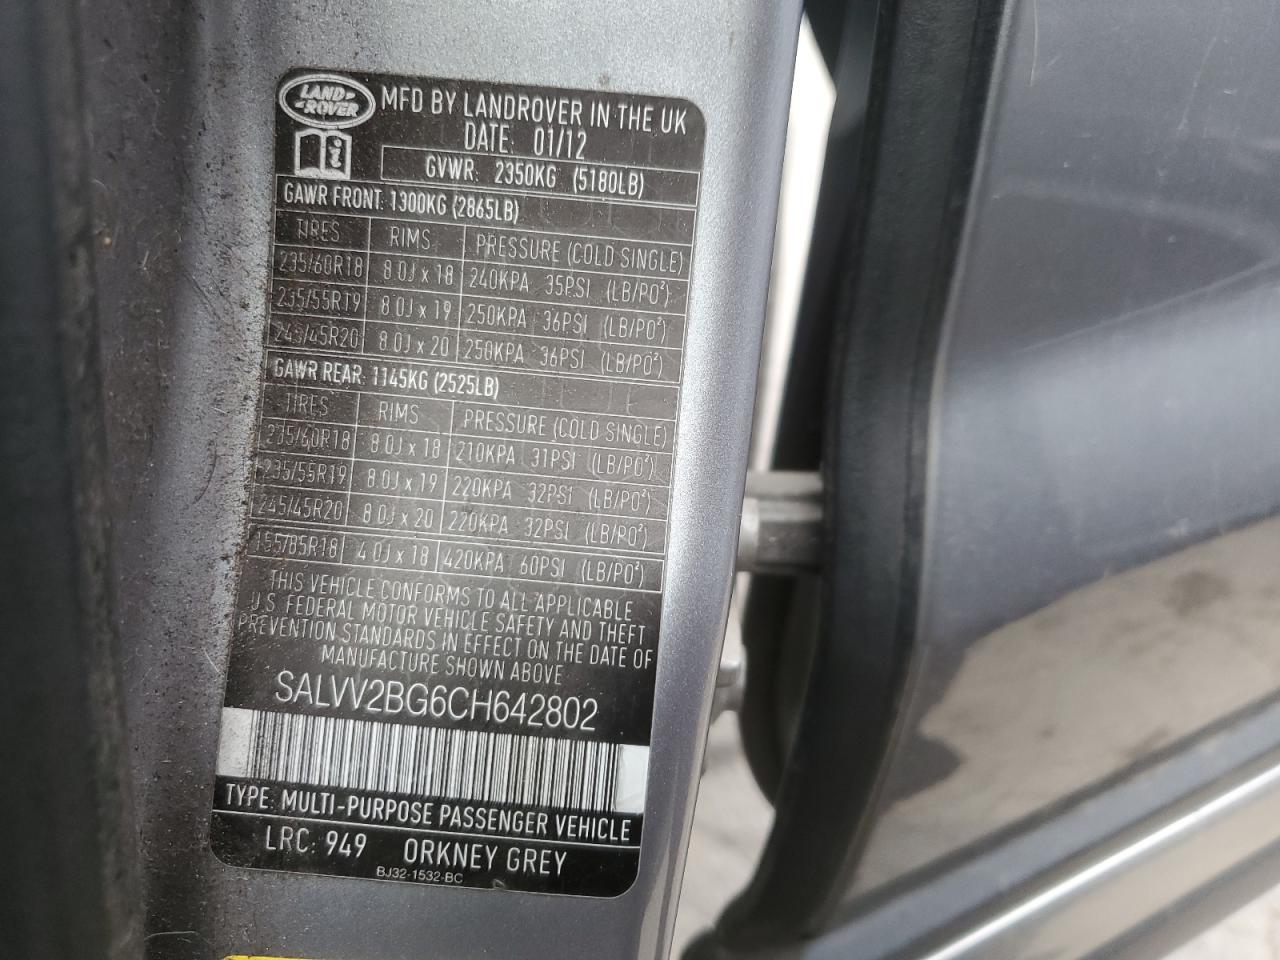 LAND-
-ROVER
MFD BY LANDROVER IN THE UK
DATE: 01/12
i
GVWR: 2350KG (5180LB)
GAWR FRONT: 1300KG (2865LB)
TIRES RIMS PRESSURE (COLD SINGLE)
235/60R18 8.0J x 18 240KPA 35PSI (LB/PO²)
235/55R19 8.0J x 19 250KPA 36PSI (LB/PO²)
245/45R20 8.0J x 20 250KPA 36PSI (LB/PO²)
GAWR REAR: 1145KG (2525LB)
TIRES RIMS PRESSURE (COLD SINGLE)
235/60R18 8.0J x 18 210KPA 31PSI (LB/PO²)
235/55R19 8.0J x 19 220KPA 32PSI (LB/PO²)
245/45R20 8.0J x 20 220KPA 32PSI (LB/PO²)
155/85R18 4.0J x 18 420KPA 60PSI (LB/PO²)
THIS VEHICLE CONFORMS TO ALL APPLICABLE
U.S. FEDERAL MOTOR VEHICLE SAFETY AND THEFT
PREVENTION STANDARDS IN EFFECT ON THE DATE OF
MANUFACTURE SHOWN ABOVE
SALVV2BG6CH642802
TYPE: MULTI-PURPOSE PASSENGER VEHICLE
LRC: 949 ORKNEY GREY
BJ32-1532-BC